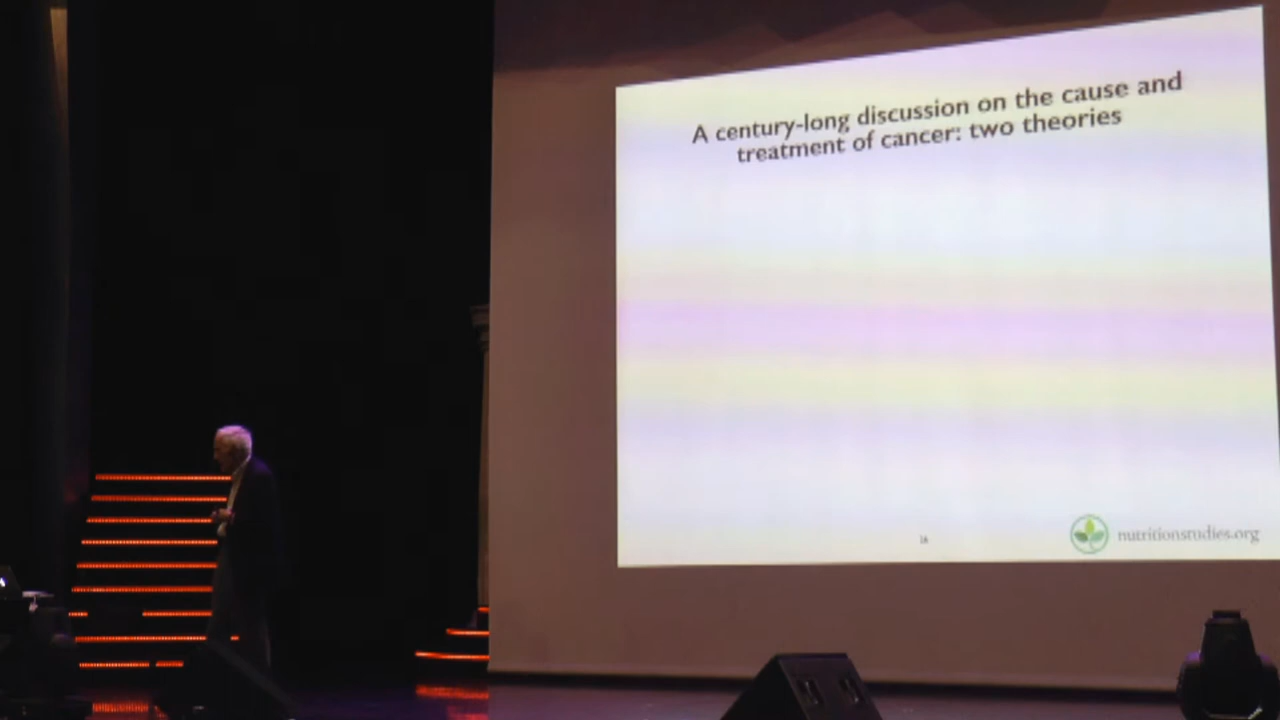 A century-long discussion on the cause and
treatment of cancer: two theories
nutritionstudies.org